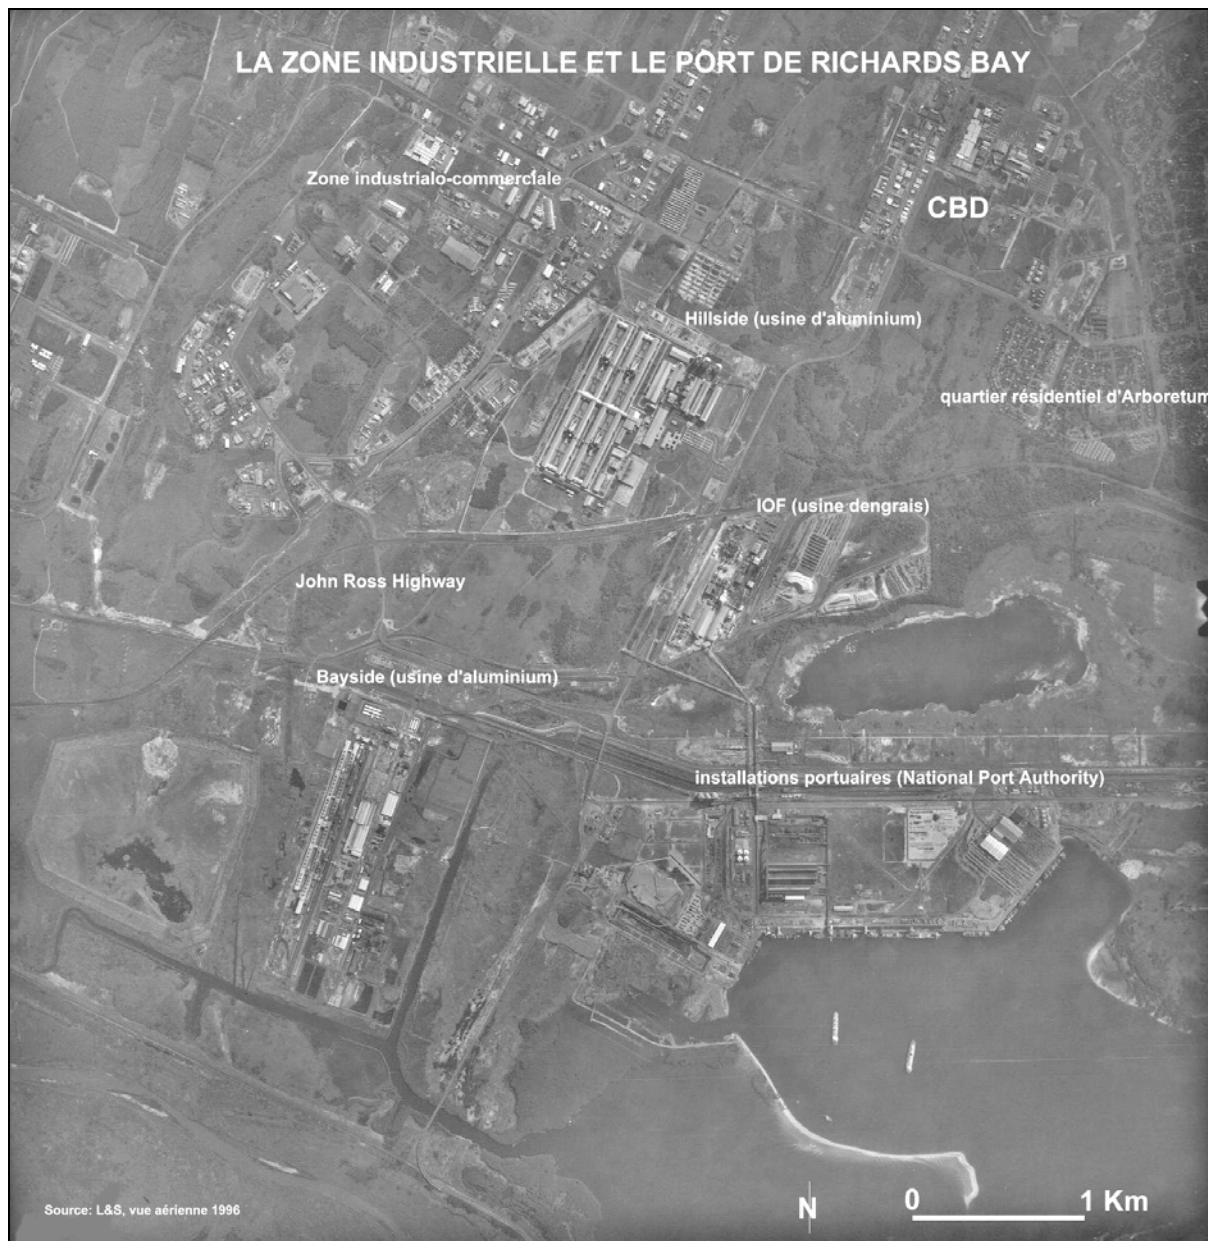 LA ZONE INDUSTRIELLE ET LE PORT DE RICHARDS BAY
Zone industrialo-commerciale
CBD
Hillside (usine d'aluminium)
quartier résidentiel d'Arboretum
IOF (usine dengrais)
John Ross Highway
Bayside (usine d'aluminium)
installations portuaires (National Port Authority)
Source: L&S, vue aérienne 1996
N
0 1 Km